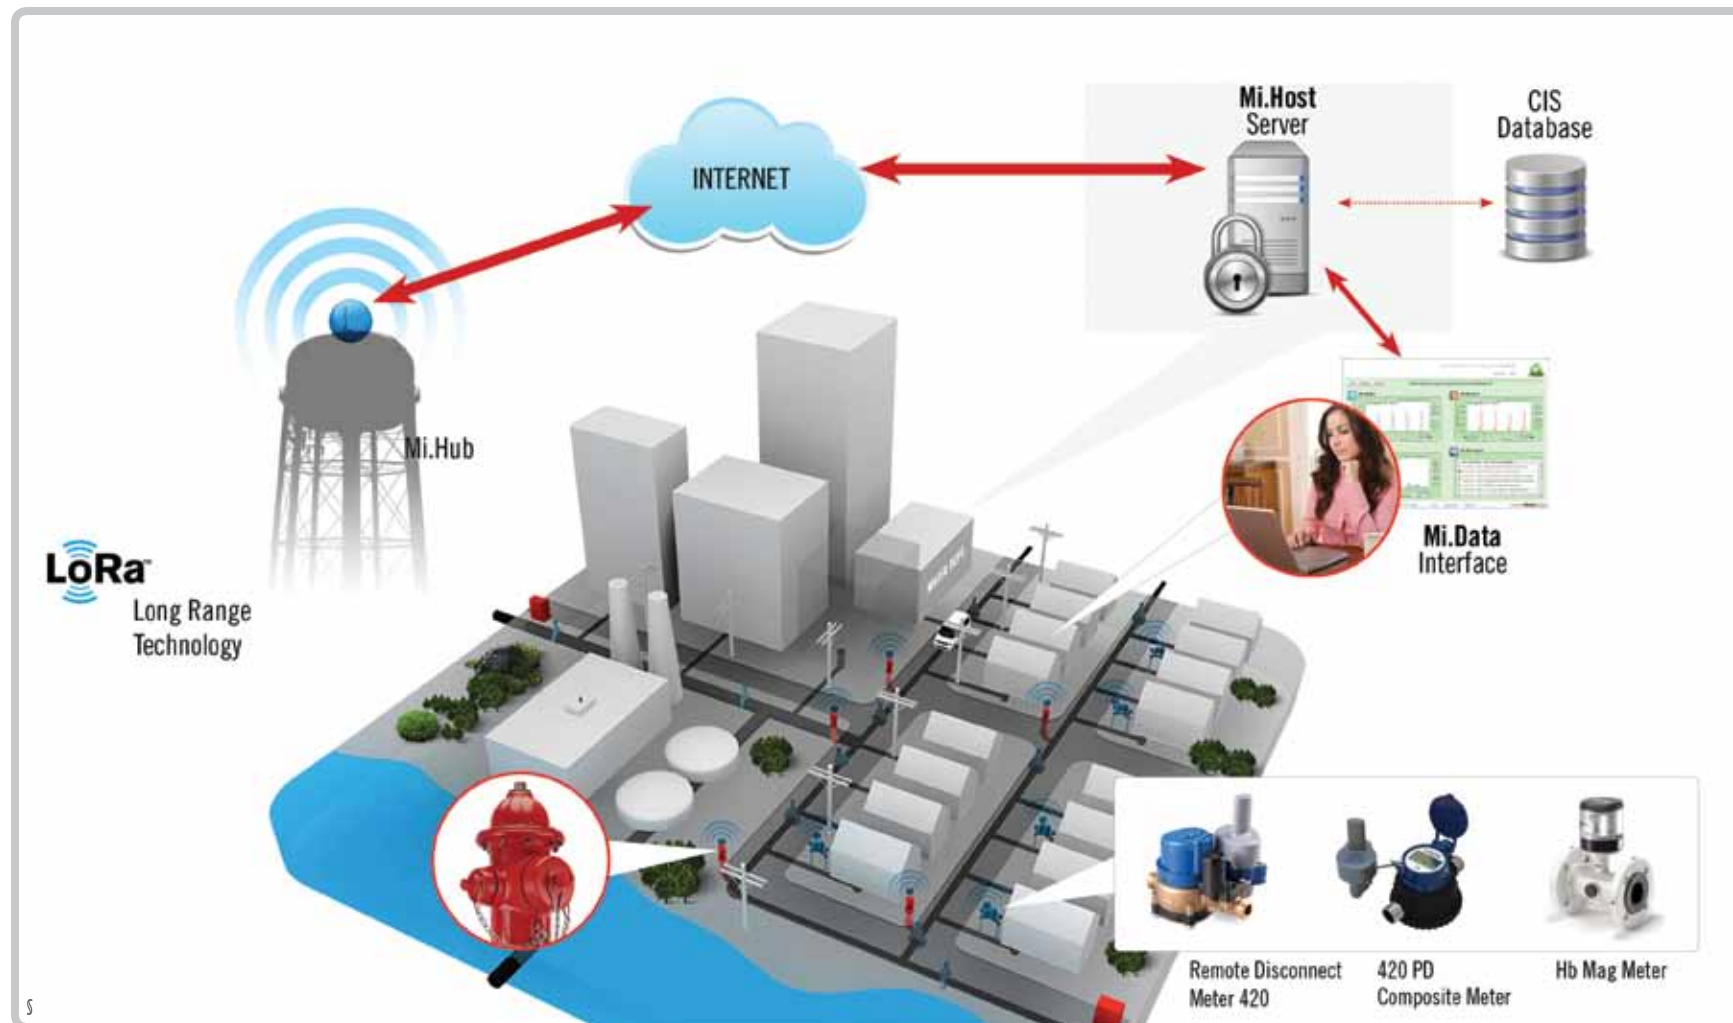 Mi.Host
Server
CIS
Database
INTERNET
Mi.Hub
LoRa™
Long Range
Technology
Mi.Data
Interface
Remote Disconnect
Meter 420
420 PD
Composite Meter
Hb Mag Meter
S